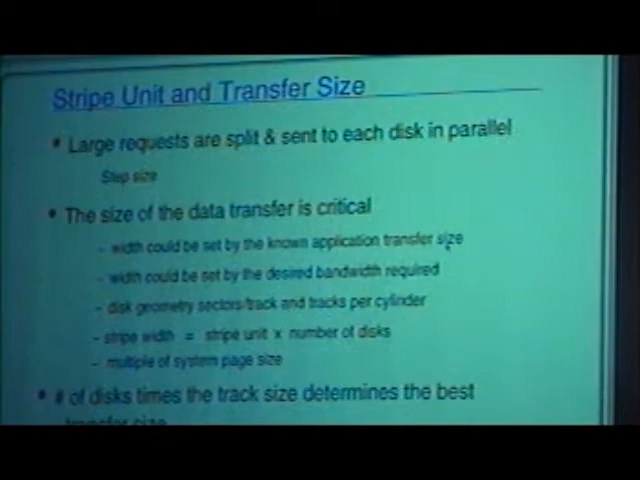 Stripe Unit and Transfer Size
• Large requests are split & sent to each disk in parallel
Step size
• The size of the data transfer is critical
- width could be set by the known application transfer size
- width could be set by the desired bandwidth required
- disk geometry sectors/track and tracks per cylinder
- stripe width = stripe unit x number of disks
- multiple of system page size
• # of disks times the track size determines the best
transfer size